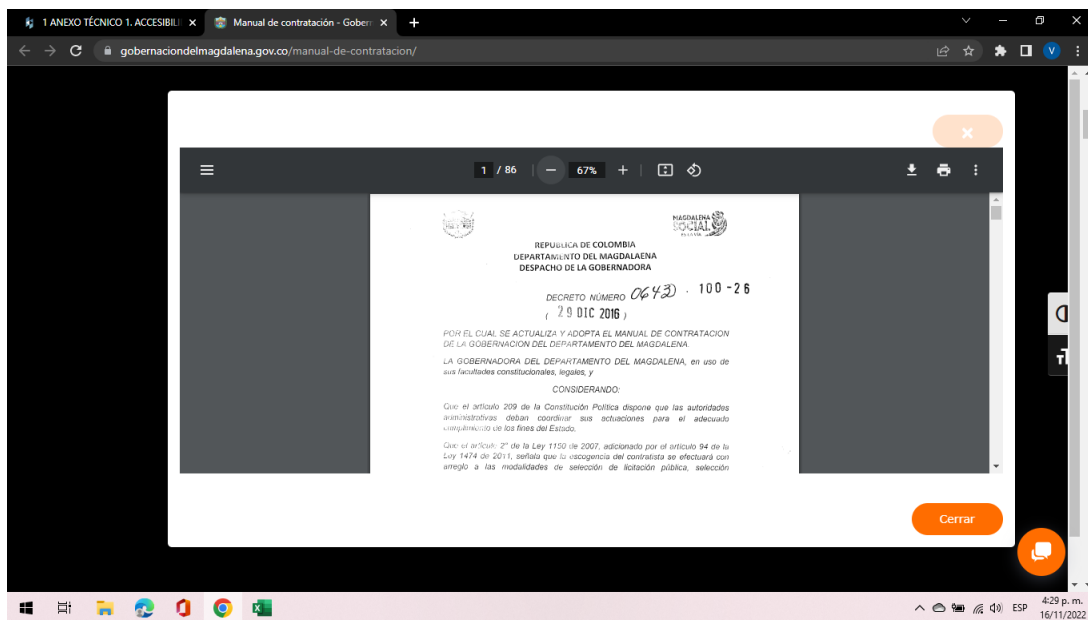 1 ANEXO TÉCNICO 1. ACCESIBIL
Manual de contratación - Gober
gobernaciondelmagdalena.gov.co/manual-de-contratacion/
V
1 / 86
67%
MAGDALENA
SOCIAL
REPUBLICA DE COLOMBIA
DEPARTAMENTO DEL MAGDALAENA
DESPACHO DE LA GOBERNADORA
DECRETO NÚMERO 0643 . 100-26
( 29 DIC 2016 )
POR EL CUAL SE ACTUALIZA Y ADOPTA EL MANUAL DE CONTRATACION
DE LA GOBERNACION DEL DEPARTAMENTO DEL MAGDALENA.
LA GOBERNADORA DEL DEPARTAMENTO DEL MAGDALENA, en uso de
sus facultades constitucionales, legales, y
CONSIDERANDO:
Que el artículo 209 de la Constitución Política dispone que las autoridades
administrativas deban coordinar sus actuaciones para el adecuado
cumplimiento de los fines del Estado.
Que el artículo 2° de la Ley 1150 de 2007, adicionado por el artículo 94 de la
Ley 1474 de 2011, señala que la escogencia del contratista se efectuará con
arreglo a las modalidades de selección de licitación pública, selección
Cerrar
ESP
4:29 p. m.
16/11/2022